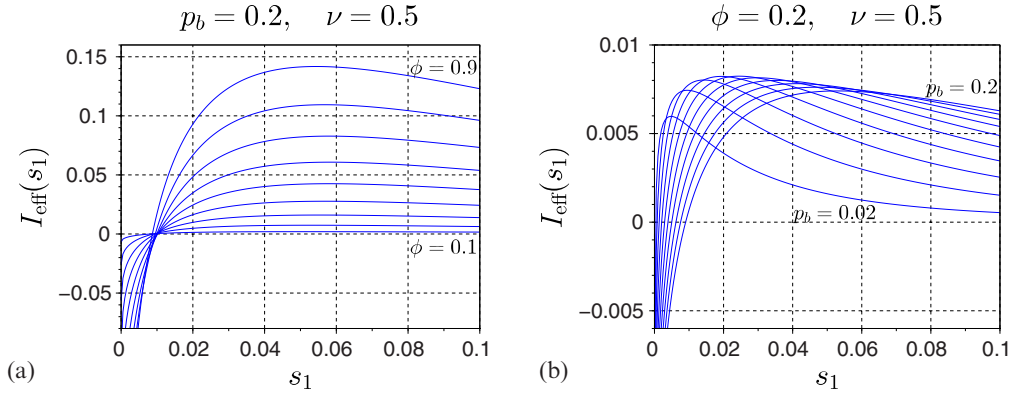 p_b = 0.2, ν = 0.5
0.15
0.1
0.05
0
−0.05
I_eff(s_1)
ϕ = 0.9
ϕ = 0.1
0 0.02 0.04 0.06 0.08 0.1
s_1
(a)
ϕ = 0.2, ν = 0.5
0.01
0.005
0
−0.005
I_eff(s_1)
p_b = 0.2
p_b = 0.02
0 0.02 0.04 0.06 0.08 0.1
s_1
(b)